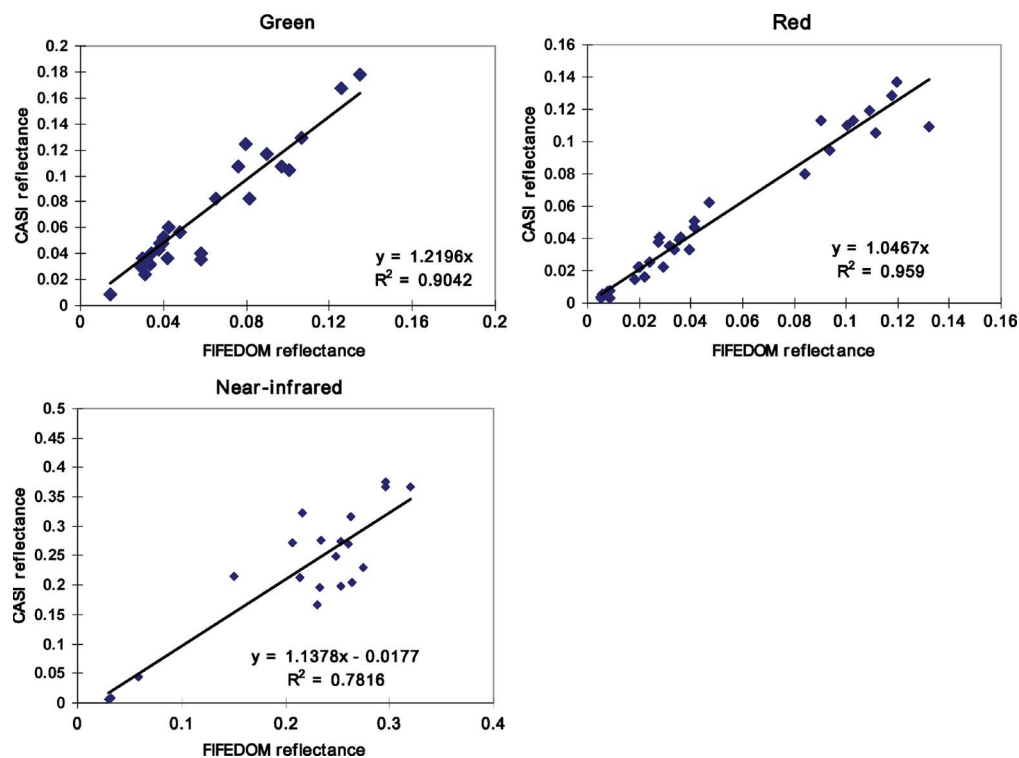 Green
0.2
0.18
0.16
0.14
0.12
0.1
0.08
0.06
0.04
0.02
0
CASI reflectance
y = 1.2196x
R² = 0.9042
0 0.04 0.08 0.12 0.16 0.2
FIFEDOM reflectance
Red
0.16
0.14
0.12
0.10
0.08
0.06
0.04
0.02
0
CASI reflectance
y = 1.0467x
R² = 0.959
0 0.02 0.04 0.06 0.08 0.1 0.12 0.14 0.16
FIFEDOM reflectance
Near-infrared
0.5
0.45
0.4
0.35
0.3
0.25
0.2
0.15
0.1
0.05
0
CASI reflectance
y = 1.1378x - 0.0177
R² = 0.7816
0 0.1 0.2 0.3 0.4
FIFEDOM reflectance